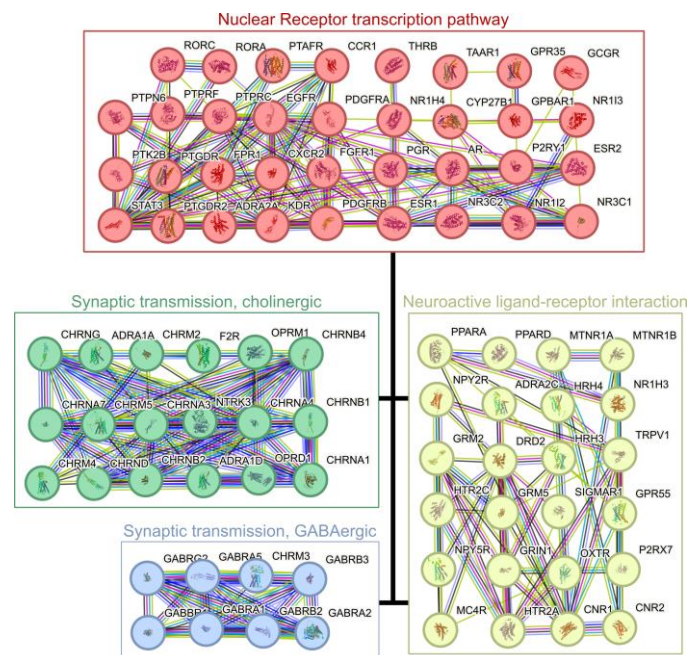 Nuclear Receptor transcription pathway
RORC RORA PTAFR CCR1 THRB TAAR1 GPR35 GCGR
PTPN6 PTPRF PTPRC EGFR PDGFRA NR1H4 CYP27B1 GPBAR1 NR1I3
PTK2B PTGDR FPR1 CXCR2 FGFR1 PGR AR P2RY1 ESR2
STAT3 PTGDR2 ADRA2A KDR PDGFRB ESR1 NR3C2 NR1I2 NR3C1
Synaptic transmission, cholinergic
CHRNG ADRA1A CHRM2 F2R OPRM1 CHRNB4
CHRNA7 CHRM5 CHRNA3 NTRK3 CHRNA4 CHRNB1
CHRM4 CHRND CHRNB2 ADRA1D OPRD1 CHRNA1
Neuroactive ligand-receptor interaction
PPARA PPARD MTNR1A MTNR1B
NPY2R ADRA2C HRH4 NR1H3
GRM2 DRD2 HRH3 TRPV1
HTR2C GRM5 SIGMAR1 GPR55
NPY5R GRIN1 OXTR P2RX7
MC4R HTR2A CNR1 CNR2
Synaptic transmission, GABAergic
GABRG2 GABRA5 CHRM3 GABRB3
GABRA1 GABRB2 GABRA2